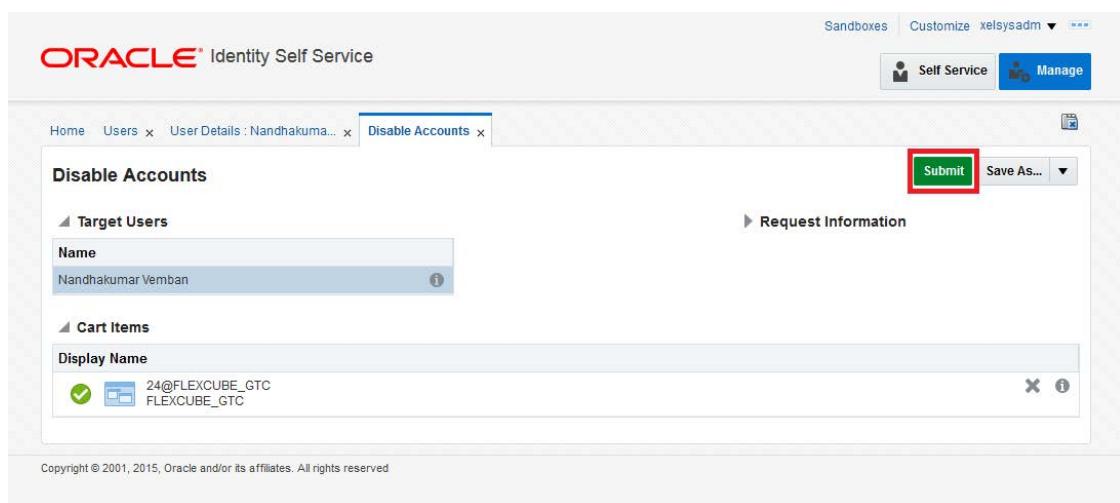 Sandboxes Customize xelsysadm
ORACLE® Identity Self Service
Self Service Manage
Home Users x User Details : Nandhakuma... x Disable Accounts x
Disable Accounts
Submit Save As...
Target Users
Request Information
Name
Nandhakumar Vemban
Cart Items
Display Name
24@FLEXCUBE_GTC
FLEXCUBE_GTC
Copyright © 2001, 2015, Oracle and/or its affiliates. All rights reserved